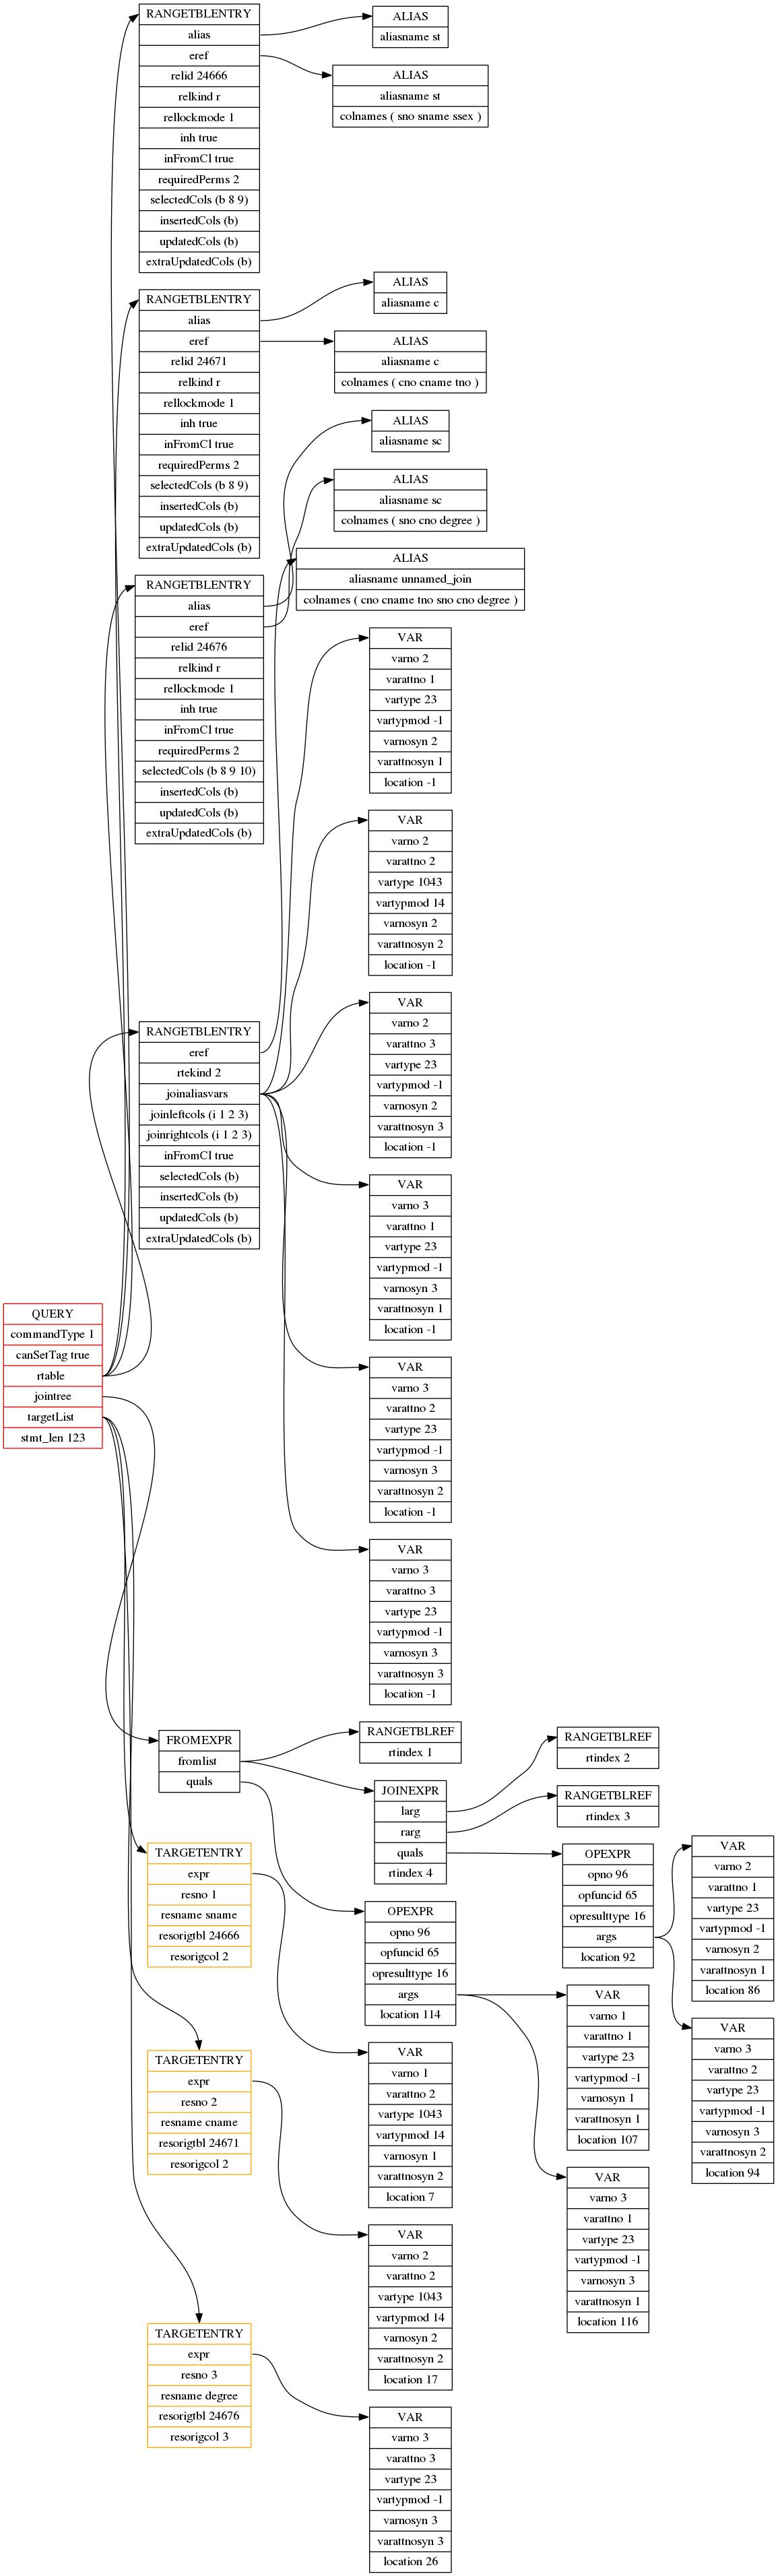 RANGETBLENTRY
alias
eref
relid 24666
relkind r
rellockmode 1
inh true
inFromCl true
requiredPerms 2
selectedCols (b 8 9)
insertedCols (b)
updatedCols (b)
extraUpdatedCols (b)
ALIAS
aliasname st
ALIAS
aliasname st
colnames ( sno sname ssex )
RANGETBLENTRY
alias
eref
relid 24671
relkind r
rellockmode 1
inh true
inFromCl true
requiredPerms 2
selectedCols (b 8 9)
insertedCols (b)
updatedCols (b)
extraUpdatedCols (b)
ALIAS
aliasname c
ALIAS
aliasname c
colnames ( cno cname tno )
ALIAS
aliasname sc
ALIAS
aliasname sc
colnames ( sno cno degree )
ALIAS
aliasname unnamed_join
colnames ( cno cname tno sno cno degree )
RANGETBLENTRY
alias
eref
relid 24676
relkind r
rellockmode 1
inh true
inFromCl true
requiredPerms 2
selectedCols (b 8 9 10)
insertedCols (b)
updatedCols (b)
extraUpdatedCols (b)
VAR
varno 2
varattno 1
vartype 23
vartypmod -1
varnosyn 2
varattnosyn 1
location -1
VAR
varno 2
varattno 2
vartype 1043
vartypmod 14
varnosyn 2
varattnosyn 2
location -1
RANGETBLENTRY
eref
rtekind 2
joinaliasvars
joinleftcols (i 1 2 3)
joinrightcols (i 1 2 3)
inFromCl true
selectedCols (b)
insertedCols (b)
updatedCols (b)
extraUpdatedCols (b)
VAR
varno 2
varattno 3
vartype 23
vartypmod -1
varnosyn 2
varattnosyn 3
location -1
VAR
varno 3
varattno 1
vartype 23
vartypmod -1
varnosyn 3
varattnosyn 1
location -1
QUERY
commandType 1
canSetTag true
rtable
jointree
targetList
stmt_len 123
VAR
varno 3
varattno 2
vartype 23
vartypmod -1
varnosyn 3
varattnosyn 2
location -1
VAR
varno 3
varattno 3
vartype 23
vartypmod -1
varnosyn 3
varattnosyn 3
location -1
FROMEXPR
fromlist
quals
RANGETBLREF
rtindex 1
JOINEXPR
larg
rarg
quals
rtindex 4
RANGETBLREF
rtindex 2
RANGETBLREF
rtindex 3
OPEXPR
opno 96
opfuncid 65
opresulttype 16
args
location 92
VAR
varno 2
varattno 1
vartype 23
vartypmod -1
varnosyn 2
varattnosyn 1
location 86
VAR
varno 3
varattno 2
vartype 23
vartypmod -1
varnosyn 3
varattnosyn 2
location 94
TARGETENTRY
expr
resno 1
resname sname
resorigtbl 24666
resorigcol 2
OPEXPR
opno 96
opfuncid 65
opresulttype 16
args
location 114
VAR
varno 1
varattno 1
vartype 23
vartypmod -1
varnosyn 1
varattnosyn 1
location 107
VAR
varno 3
varattno 1
vartype 23
vartypmod -1
varnosyn 3
varattnosyn 1
location 116
VAR
varno 1
varattno 2
vartype 1043
vartypmod 14
varnosyn 1
varattnosyn 2
location 7
TARGETENTRY
expr
resno 2
resname cname
resorigtbl 24671
resorigcol 2
VAR
varno 2
varattno 2
vartype 1043
vartypmod 14
varnosyn 2
varattnosyn 2
location 17
TARGETENTRY
expr
resno 3
resname degree
resorigtbl 24676
resorigcol 3
VAR
varno 3
varattno 3
vartype 23
vartypmod -1
varnosyn 3
varattnosyn 3
location 26